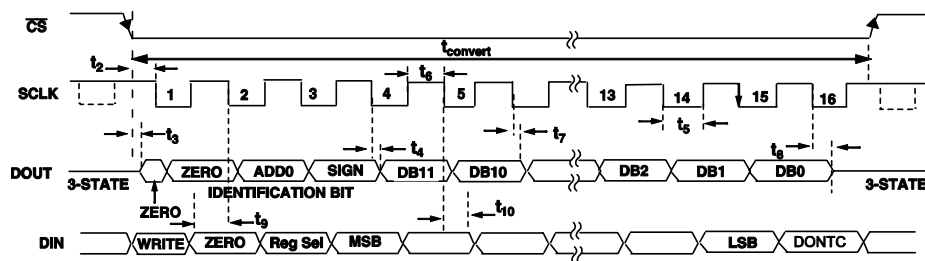 CS
tconvert
t2
t6
SCLK
1 2 3 4 5 13 14 15 16
t3
t4
t7
t5
t8
DOUT
3-STATE
ZERO ADD0 SIGN DB11 DB10 DB2 DB1 DB0
3-STATE
IDENTIFICATION BIT
ZERO
t9
t10
DIN
WRITE ZERO Reg Sel MSB LSB DONTC